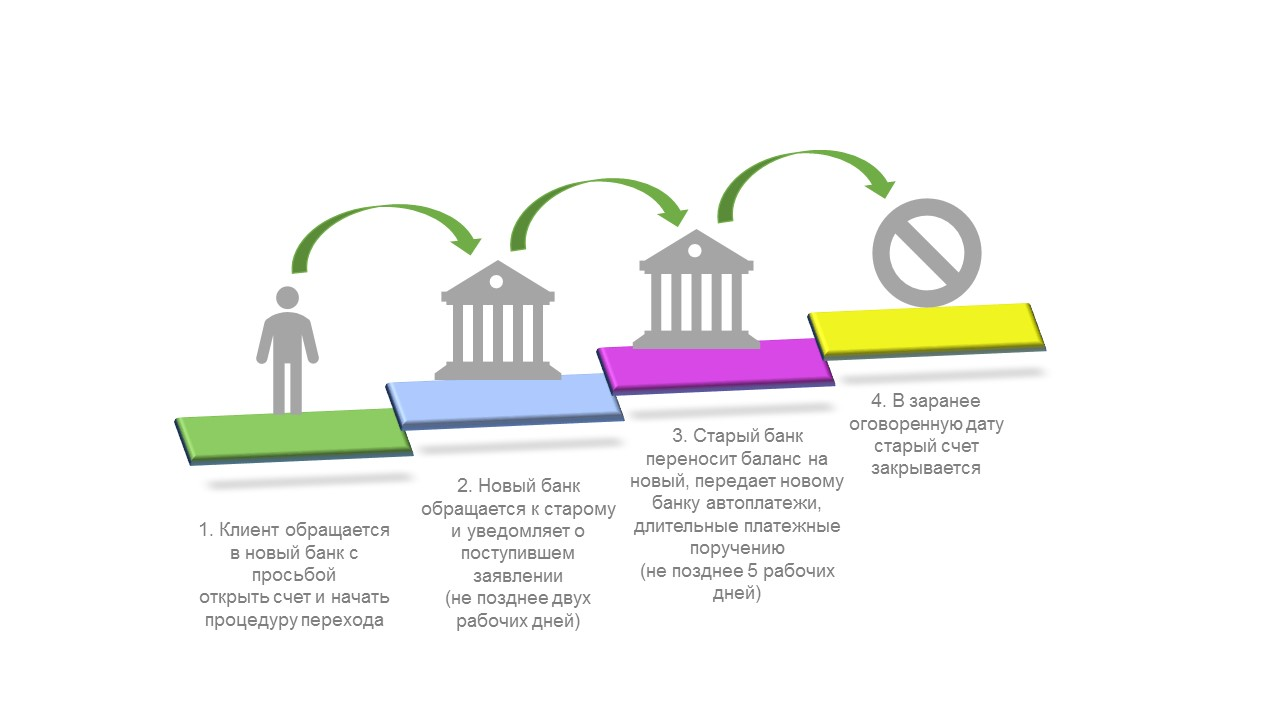 1. Клиент обращается
в новый банк с
просьбой
открыть счет и начать
процедуру перехода
2. Новый банк
обращается к старому
и уведомляет о
поступившем
заявлении
(не позднее двух
рабочих дней)
3. Старый банк
переносит баланс на
новый, передает новому
банку автоплатежи,
длительные платежные
поручению
(не позднее 5 рабочих
дней)
4. В заранее
оговоренную дату
старый счет
закрывается